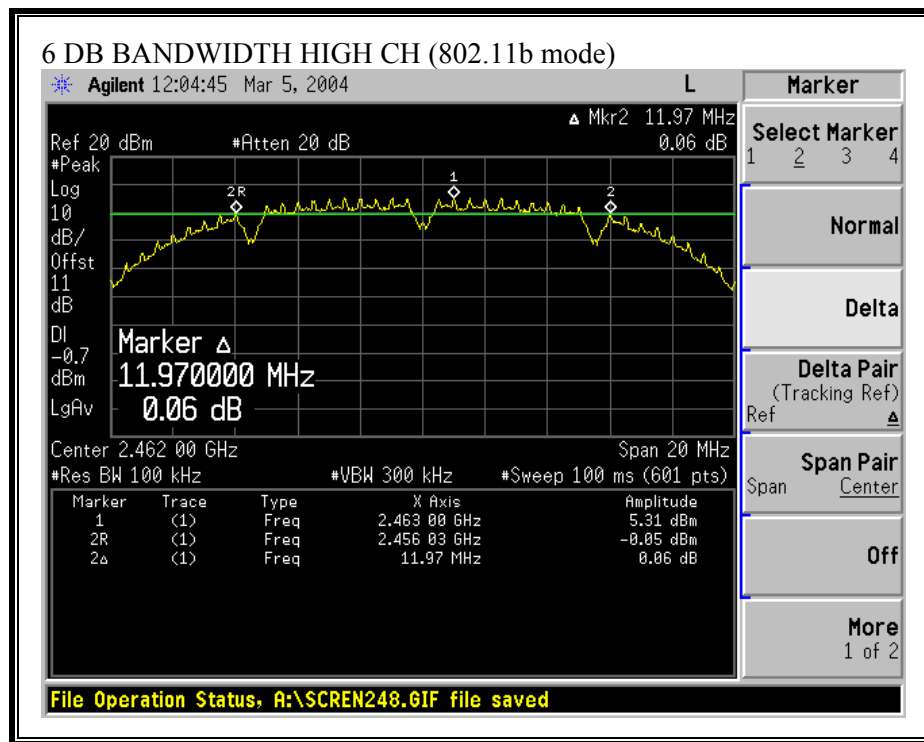 6 DB BANDWIDTH HIGH CH (802.11b mode)
Agilent 12:04:45 Mar 5, 2004 L
Δ Mkr2 11.97 MHz
Ref 20 dBm #Atten 20 dB 0.06 dB
#Peak
Log
10
dB/
Offst
11
dB
DI
-0.7
dBm
LgAv
2R
1
2
Marker Δ
11.970000 MHz
0.06 dB
Center 2.462 00 GHz Span 20 MHz
#Res BW 100 kHz #VBW 300 kHz #Sweep 100 ms (601 pts)
Marker Trace Type X Axis Amplitude
1 (1) Freq 2.463 00 GHz 5.31 dBm
2R (1) Freq 2.456 03 GHz -0.05 dBm
2Δ (1) Freq 11.97 MHz 0.06 dB
Marker
Select Marker
1 2 3 4
Normal
Delta
Delta Pair
(Tracking Ref)
Ref Δ
Span Pair
Span Center
Off
More
1 of 2
File Operation Status, A:\SCREN248.GIF file saved